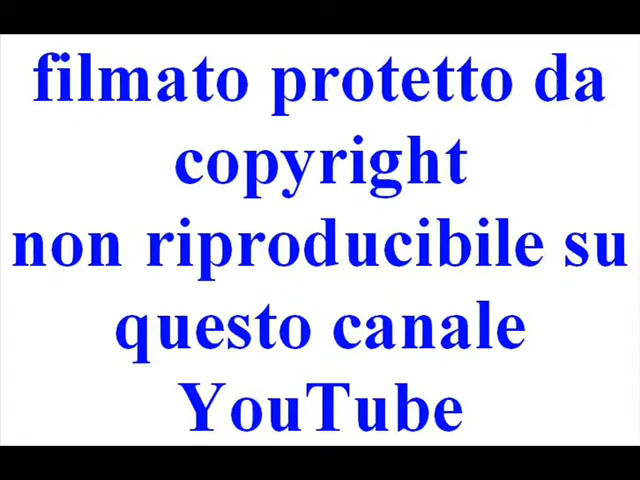 filmato protetto da
copyright
non riproducibile su
questo canale
YouTube